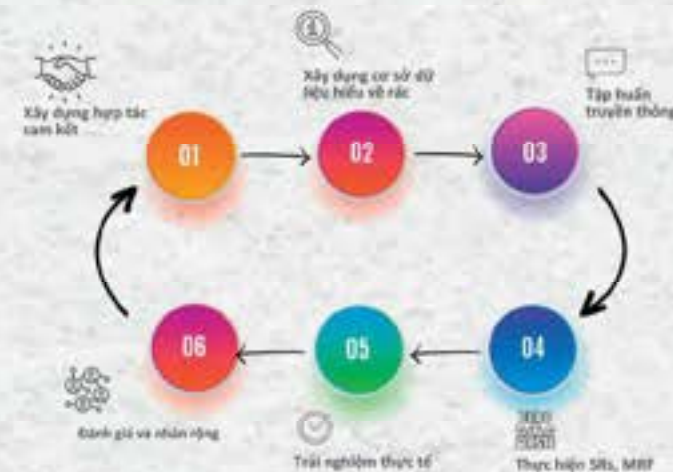 Xây dựng hợp tác
cam kết
01
Xây dựng cơ sở dữ
liệu hiểu về rác
02
Tập huấn
truyền thông
03
04
Thực hiện 5Rs, MRF
05
Trải nghiệm thực tế
06
Đánh giá và nhân rộng